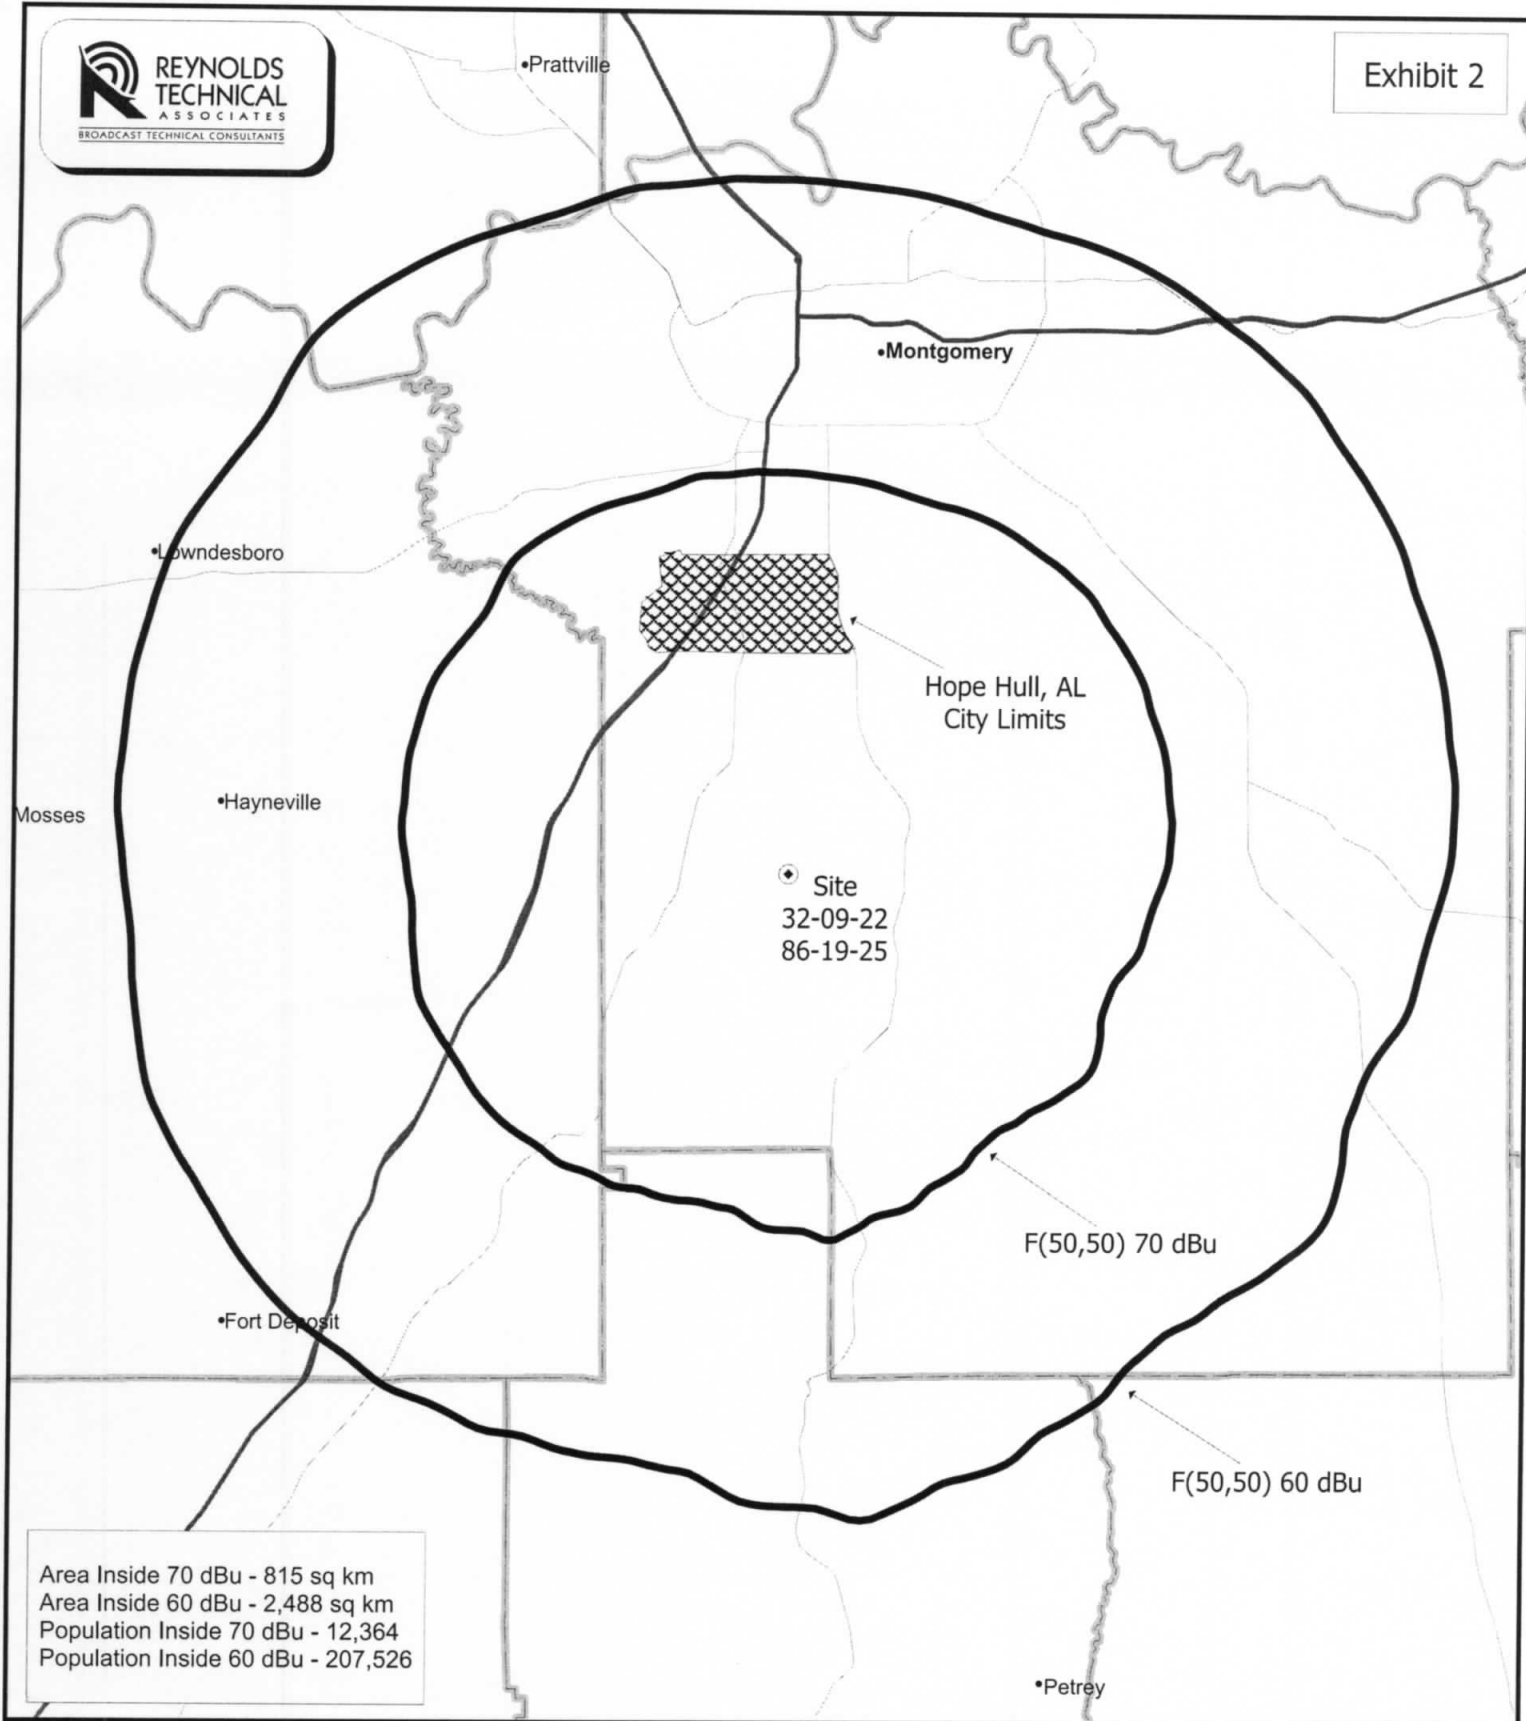 REYNOLDS
TECHNICAL
ASSOCIATES
BROADCAST TECHNICAL CONSULTANTS
Exhibit 2
•Prattville
•Montgomery
•Lowndesboro
Hope Hull, AL
City Limits
•Hayneville
Mosses
Site
32-09-22
86-19-25
F(50,50) 70 dBu
•Fort Deposit
F(50,50) 60 dBu
Area Inside 70 dBu - 815 sq km
Area Inside 60 dBu - 2,488 sq km
Population Inside 70 dBu - 12,364
Population Inside 60 dBu - 207,526
•Petrey